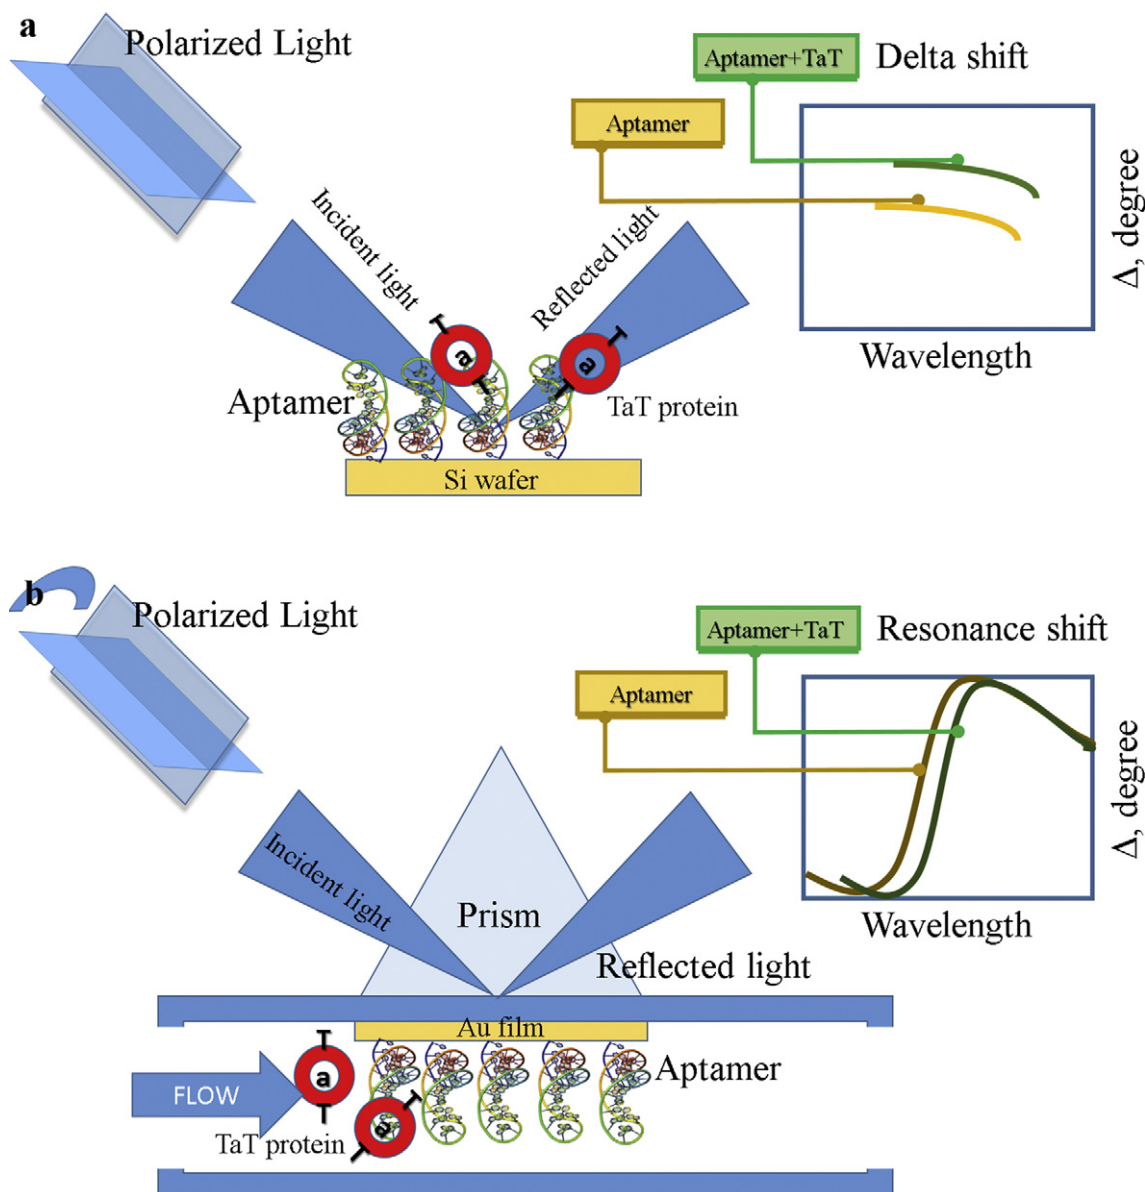 a
Polarized Light
Aptamer+TaT
Delta shift
Aptamer
Δ, degree
Wavelength
Incident light
Reflected light
a
a
Aptamer
TaT protein
Si wafer
b
Polarized Light
Aptamer+TaT
Resonance shift
Aptamer
Δ, degree
Wavelength
Incident light
Prism
Reflected light
Au film
Aptamer
a
FLOW
a
TaT protein